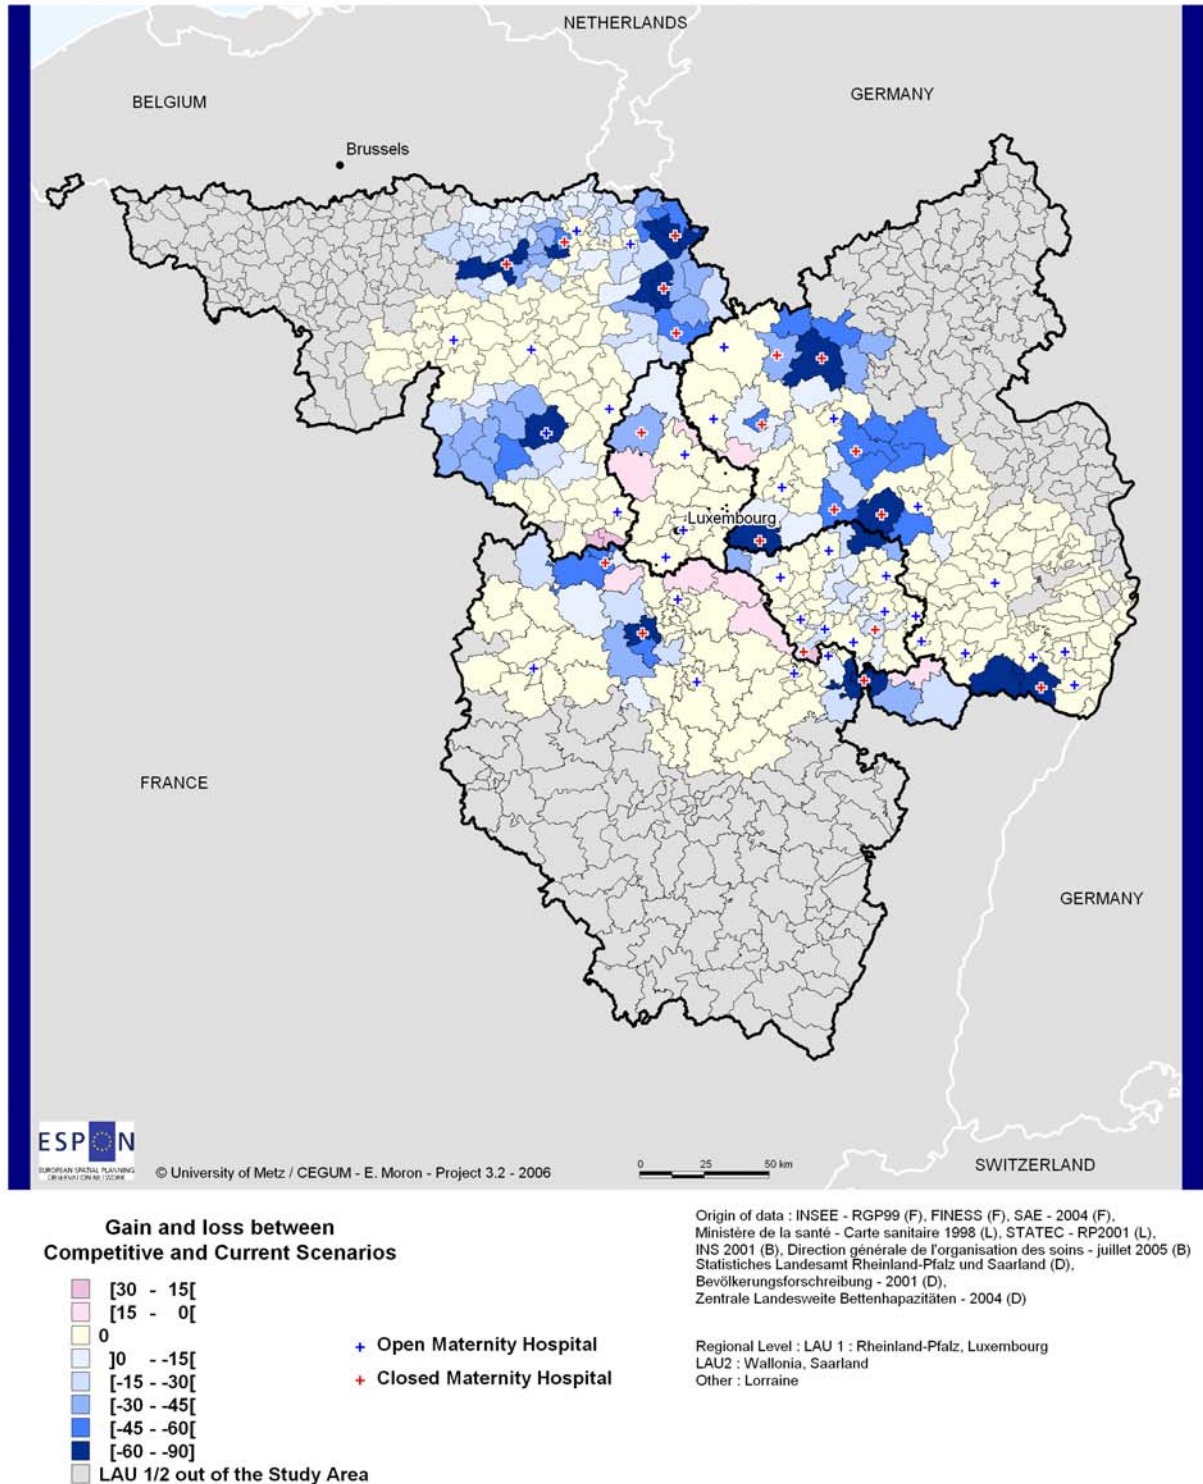 NETHERLANDS
BELGIUM
GERMANY
Brussels
Luxembourg
FRANCE
GERMANY
SWITZERLAND
ESPON
EUROPEAN SPATIAL PLANNING
OBSERVATION NETWORK
© University of Metz / CEGUM - E. Moron - Project 3.2 - 2006
0 25 50 km
Gain and loss between
Competitive and Current Scenarios
[30 - 15[
[15 - 0[
0
]0 - -15[
[-15 - -30[
[-30 - -45[
[-45 - -60[
[-60 - -90]
LAU 1/2 out of the Study Area
+ Open Maternity Hospital
+ Closed Maternity Hospital
Origin of data : INSEE - RGP99 (F), FINESS (F), SAE - 2004 (F),
Ministère de la santé - Carte sanitaire 1998 (L), STATEC - RP2001 (L),
INS 2001 (B), Direction générale de l'organisation des soins - juillet 2005 (B)
Statistiches Landesamt Rheinland-Pfalz und Saarland (D),
Bevölkerungsforschreibung - 2001 (D),
Zentrale Landesweite Bettenhapazitäten - 2004 (D)
Regional Level : LAU 1 : Rheinland-Pfalz, Luxembourg
LAU2 : Wallonia, Saarland
Other : Lorraine